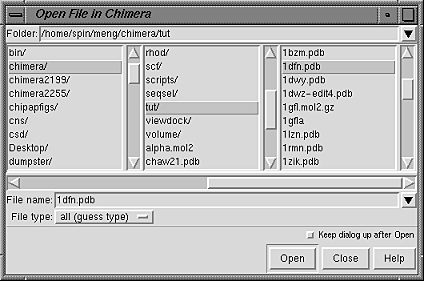 Open File in Chimera
Folder: /home/spin/meng/chimera/tut
bin/ rhod/ 1bzm.pdb
chimera/ scf/ 1dfn.pdb
chimera2199/ scripts/ 1dwy.pdb
chimera2255/ seqsel/ 1dwz-edit4.pdb
chipapfigs/ tut/ 1gfl.mol2.gz
cns/ viewdock/ 1gfla
csd/ volume/ 1lzn.pdb
Desktop/ alpha.mol2 1rmn.pdb
dumpster/ chaw21.pdb 1zik.pdb
File name: 1dfn.pdb
File type: all (guess type)
Keep dialog up after Open
Open Close Help